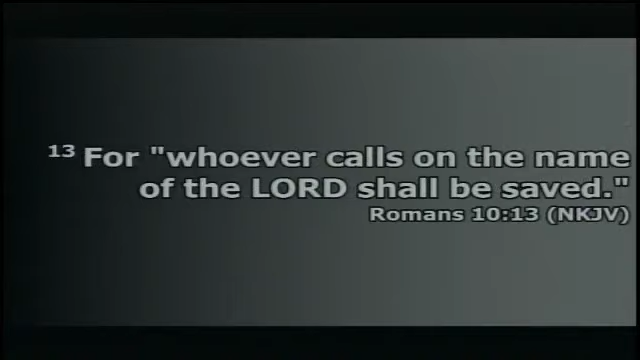 13 For "whoever calls on the name
of the LORD shall be saved."
Romans 10:13 (NKJV)